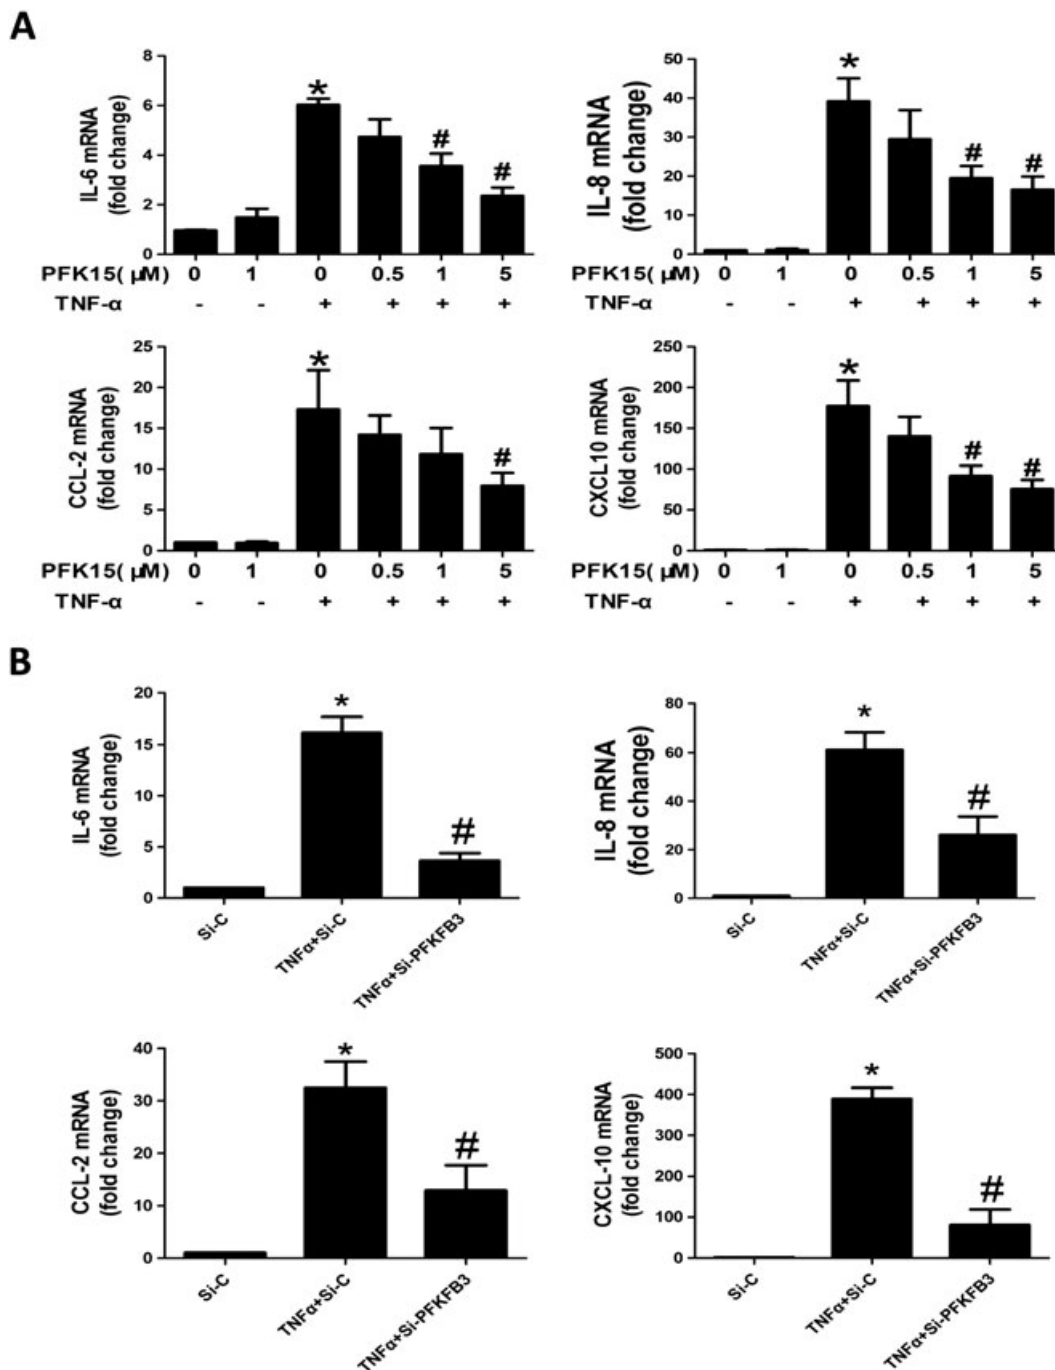 A
IL-6 mRNA
(fold change)
8
6
4
2
0
*
#
#
PFK15( μM) 0 1 0 0.5 1 5
TNF-α - - + + + +
IL-8 mRNA
(fold change)
50
40
30
20
10
0
*
#
#
PFK15( μM) 0 1 0 0.5 1 5
TNF-α - - + + + +
CCL-2 mRNA
(fold change)
25
20
15
10
5
0
*
#
PFK15( μM) 0 1 0 0.5 1 5
TNF-α - - + + + +
CXCL10 mRNA
(fold change)
250
200
150
100
50
0
*
#
#
PFK15( μM) 0 1 0 0.5 1 5
TNF-α - - + + + +
B
IL-6 mRNA
(fold change)
20
15
10
5
0
*
#
Si-C
TNFα+Si-C
TNFα+Si-PFKFB3
IL-8 mRNA
(fold change)
80
60
40
20
0
*
#
Si-C
TNFα+Si-C
TNFα+Si-PFKFB3
CCL-2 mRNA
(fold change)
40
30
20
10
0
*
#
Si-C
TNFα+Si-C
TNFα+Si-PFKFB3
CXCL-10 mRNA
(fold change)
500
400
300
200
100
0
*
#
Si-C
TNFα+Si-C
TNFα+Si-PFKFB3